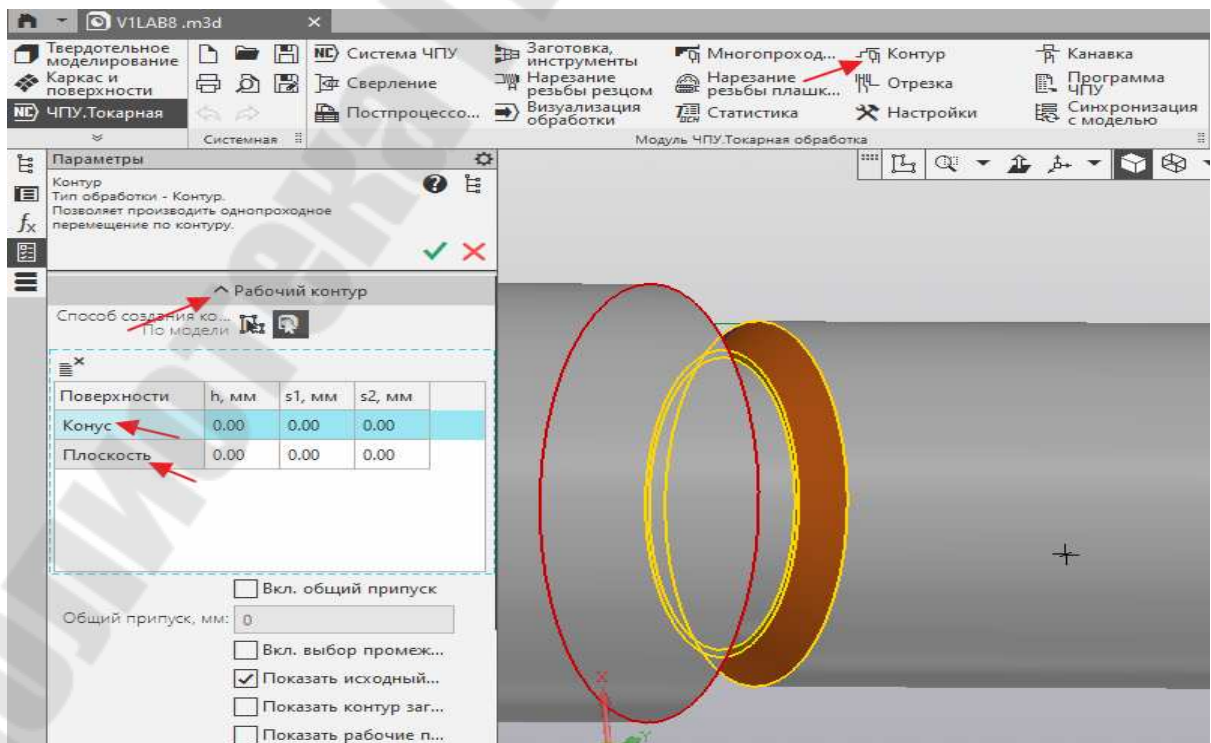 V1LAB8 .m3d ×
Твердотельное моделирование
Каркас и поверхности
NC ЧПУ.Токарная
Системная
NC Система ЧПУ
Сверление
Постпроцессо...
Заготовка, инструменты
Нарезание резьбы резцом
Визуализация обработки
Многопроход...
Нарезание резьбы плашк...
Статистика
Контур
Отрезка
Настройки
Канавка
Программа ЧПУ
Синхронизация с моделью
Модуль ЧПУ.Токарная обработка
Параметры
Контур
Тип обработки - Контур.
Позволяет производить однопроходное
перемещение по контуру.
Рабочий контур
Способ создания ко...
По модели
Поверхности h, мм s1, мм s2, мм
Конус 0.00 0.00 0.00
Плоскость 0.00 0.00 0.00
Вкл. общий припуск
Общий припуск, мм: 0
Вкл. выбор промеж...
Показать исходный...
Показать контур заг...
Показать рабочие п...
X
Y